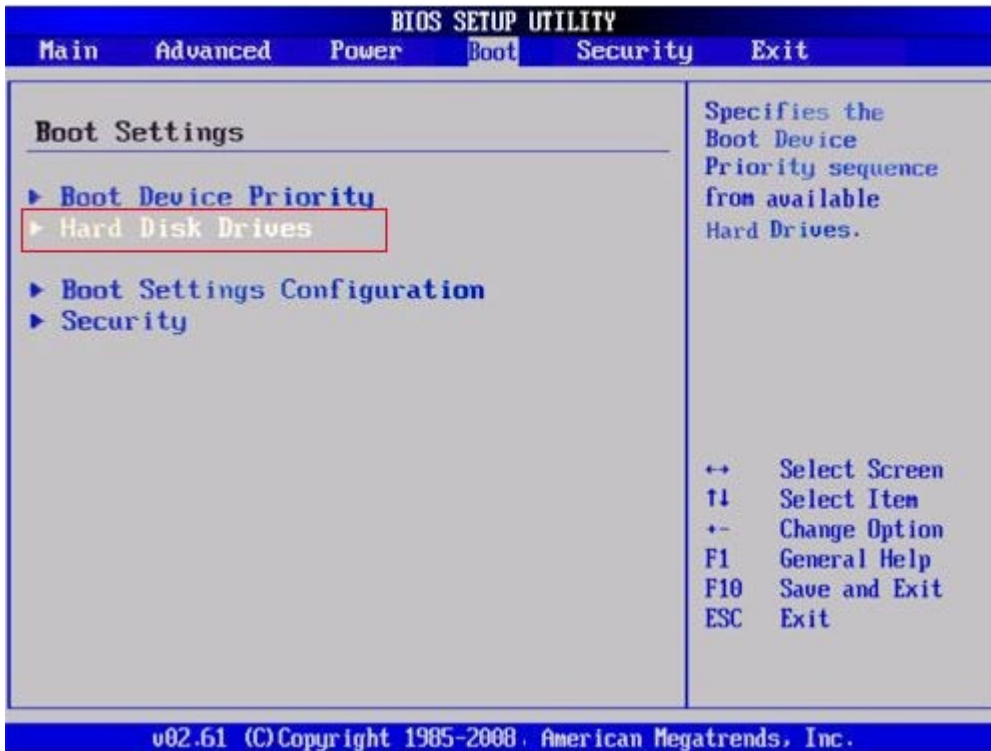 BIOS SETUP UTILITY
Main Advanced Power Boot Security Exit
Boot Settings
▶ Boot Device Priority
▶ Hard Disk Drives
▶ Boot Settings Configuration
▶ Security
Specifies the
Boot Device
Priority sequence
from available
Hard Drives.
↔ Select Screen
↑↓ Select Item
+- Change Option
F1 General Help
F10 Save and Exit
ESC Exit
v02.61 (C)Copyright 1985-2008, American Megatrends, Inc.